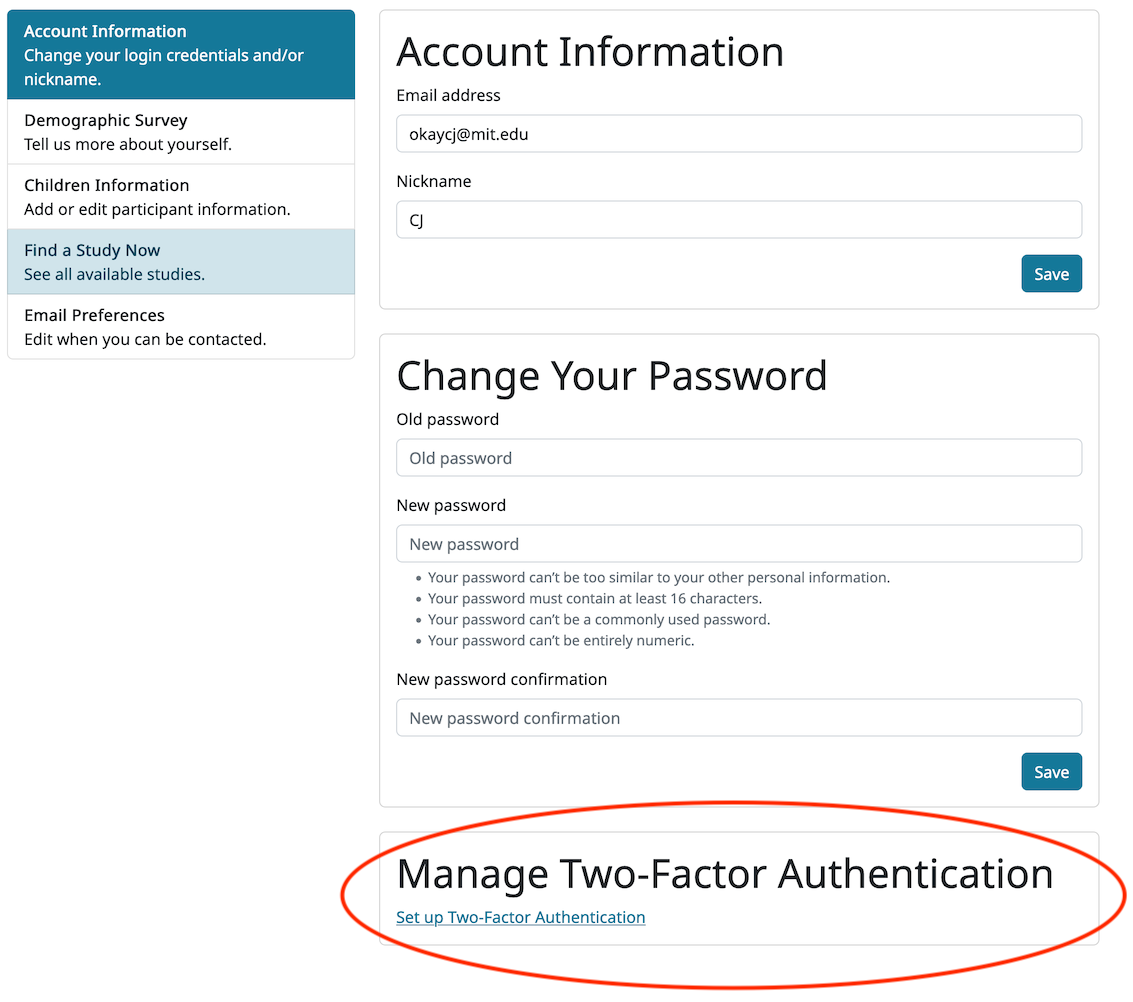 Account Information
Change your login credentials and/or
nickname.
Demographic Survey
Tell us more about yourself.
Children Information
Add or edit participant information.
Find a Study Now
See all available studies.
Email Preferences
Edit when you can be contacted.
Account Information
Email address
okaycj@mit.edu
Nickname
CJ
Save
Change Your Password
Old password
Old password
New password
New password
• Your password can’t be too similar to your other personal information.
• Your password must contain at least 16 characters.
• Your password can’t be a commonly used password.
• Your password can’t be entirely numeric.
New password confirmation
New password confirmation
Save
Manage Two-Factor Authentication
Set up Two-Factor Authentication